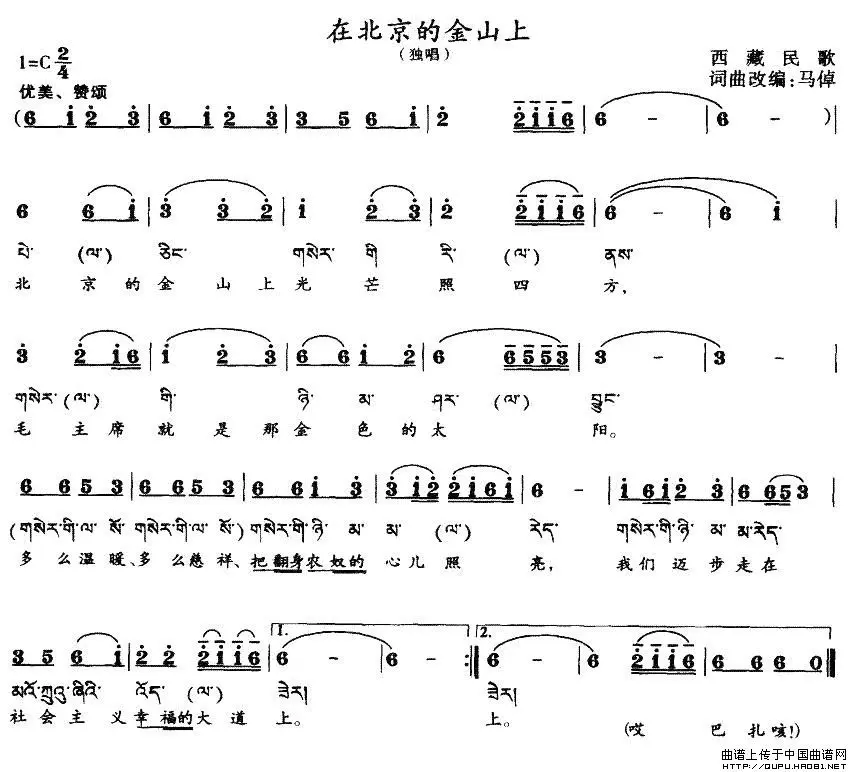 在北京的金山上
(独唱)
1=C 2/4
西藏民歌
优美、赞颂
词曲改编:马倬
(6 i 2 3 | 6 i 2 3 | 3 5 6 i | 2 2 i i 6 | 6 - | 6 - )|
6 6 i | 3 3 2 | i 2 3 | 2 2 i i 6 | 6 - | 6 i |
པེ་ (ལ་) ཅིང་ གསེར་ གི རི་ (ལ་) ནས་
北 京的金 山上光 芒 照 四 方,
3 2 i 6 | i 2 3 | 6 6 i 2 | 6 6 5 5 3 | 3 - | 3 - |
གསེར་(ལ་) གི་ ཉི་ མ་ ཤར་ (ལ་) བྱུང་
毛 主席就 是那金 色的太 阳。
6 6 5 3 | 6 6 5 3 | 6 6 i 3 | 3 i 2 2 i 6 i | 6 - | i 6 i 2 3 | 6 6 5 3 |
(གསེར་གི་ལ་ སོ་ གསེར་གི་ལ་ སོ་) གསེར་གི་ཉི་ མ་ མ་ (ལ་) རེད་ གསེར་གི་ཉི་ མ་ མ་རེད་
多么温暖、多么慈祥、把翻身农奴的 心儿照 亮, 我们迈步走在
3 5 6 i | 2 2 2 i i 6 | 1. 6 - | 6 - :|| 2. 6 - | 6 2 i i 6 | 6 6 6 0 ||
འོད་ (ལ་) ཟེར། ཟེར།
社会主义幸福的大道 上。 上。 (哎 巴扎咳!)
曲谱上传于中国曲谱网
HTTP://QUPU.HAO81.NET